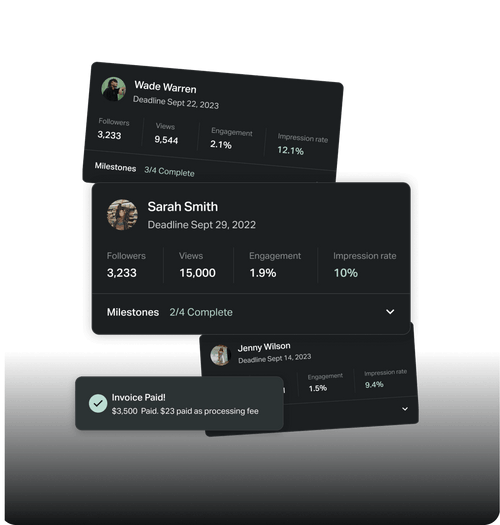 Wade Warren
Deadline Sept 22, 2023
Followers Views Engagement Impression rate
3,233 9,544 2.1% 12.1%
Milestones 3/4 Complete
Sarah Smith
Deadline Sept 29, 2022
Followers Views Engagement Impression rate
3,233 15,000 1.9% 10%
Milestones 2/4 Complete
Jenny Wilson
Deadline Sept 14, 2023
Engagement Impression rate
1.5% 9.4%
Invoice Paid!
$3,500 Paid. $23 paid as processing fee